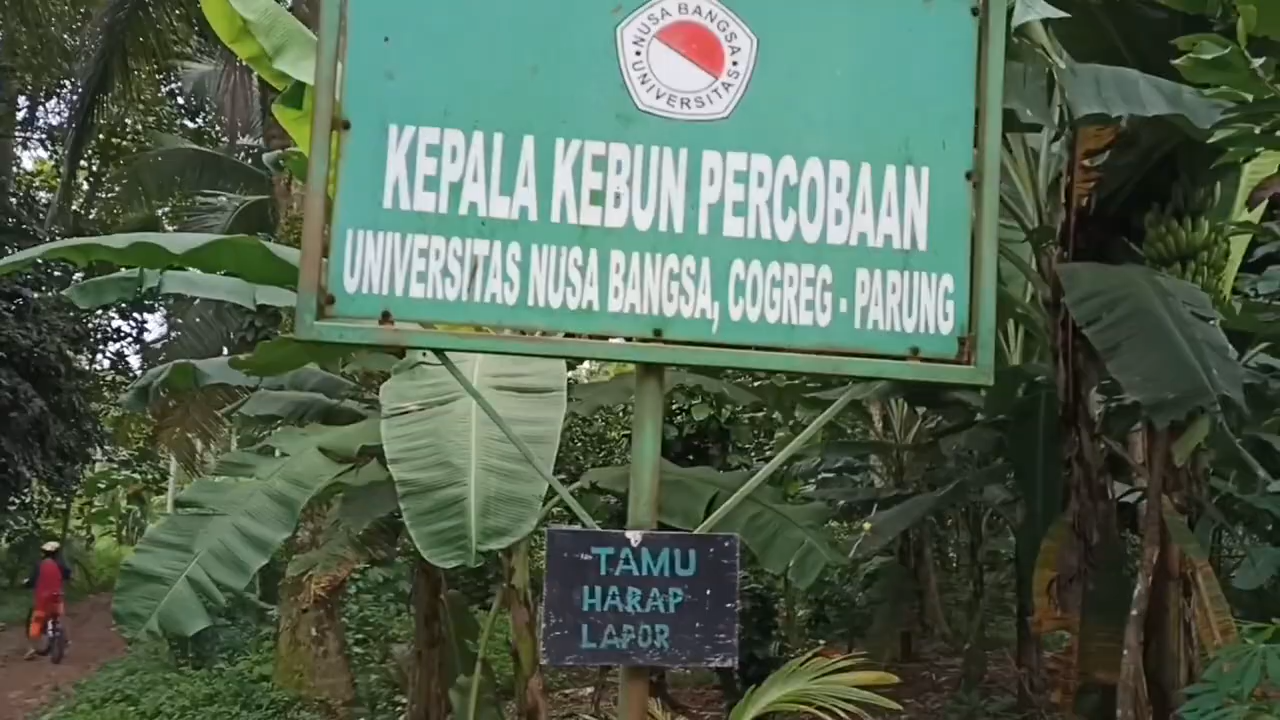 NUSA BANGSA
UNIVERSITAS
KEPALA KEBUN PERCOBAAN
UNIVERSITAS NUSA BANGSA, COGREG - PARUNG
TAMU
HARAP
LAPOR